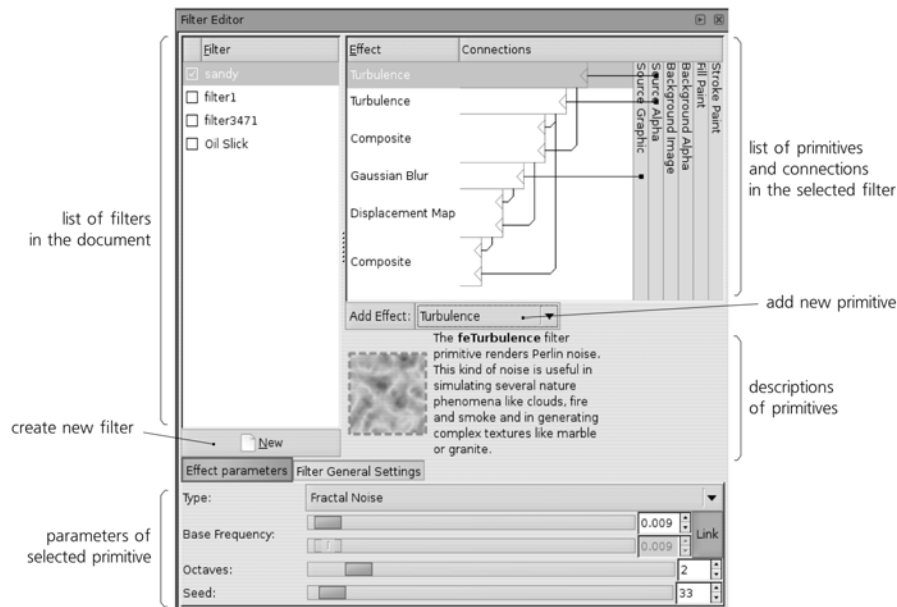 Filter Editor
Filter
sandy
filter1
filter3471
Oil Slick
New
Effect
Connections
Turbulence
Turbulence
Composite
Gaussian Blur
Displacement Map
Composite
Source Graphic
Source Alpha
Background Image
Background Alpha
Fill Paint
Stroke Paint
Add Effect:
Turbulence
The feTurbulence filter
primitive renders Perlin noise.
This kind of noise is useful in
simulating several nature
phenomena like clouds, fire
and smoke and in generating
complex textures like marble
or granite.
Effect parameters
Filter General Settings
Type:
Fractal Noise
Base Frequency:
0.009
0.009
Link
Octaves:
2
Seed:
33
list of filters
in the document
create new filter
parameters of
selected primitive
list of primitives
and connections
in the selected filter
add new primitive
descriptions
of primitives